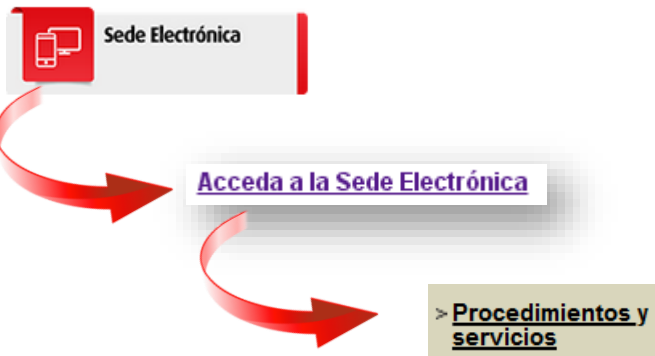 Sede Electrónica
Acceda a la Sede Electrónica
> Procedimientos y
servicios